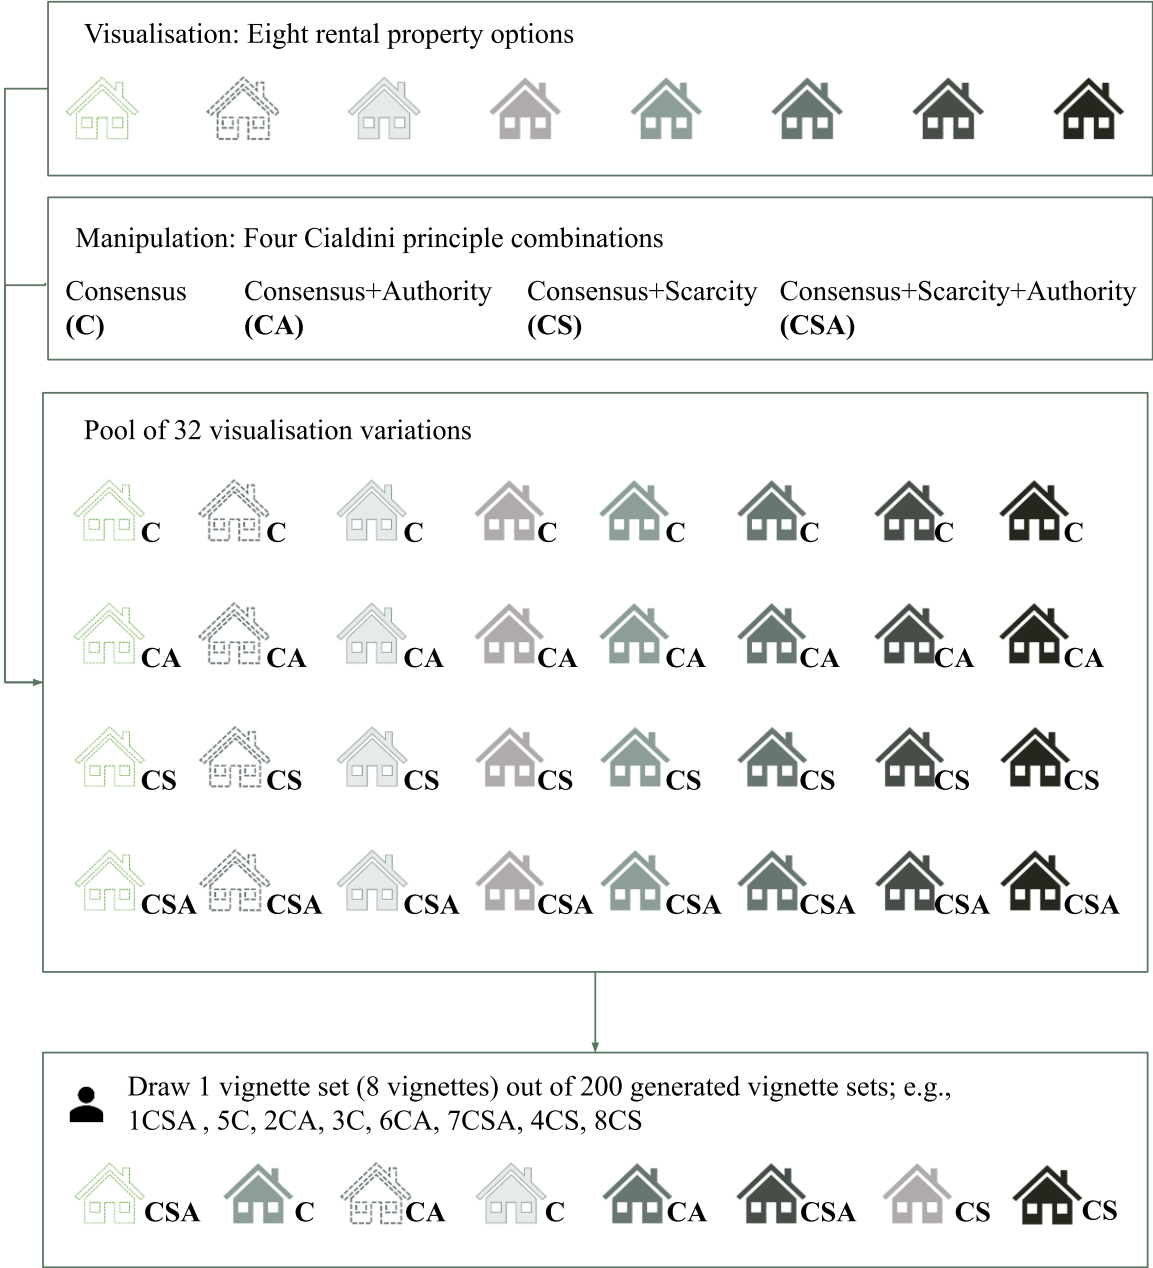 Visualisation: Eight rental property options
Manipulation: Four Cialdini principle combinations
Consensus Consensus+Authority Consensus+Scarcity Consensus+Scarcity+Authority
(C) (CA) (CS) (CSA)
Pool of 32 visualisation variations
C C C C C C C C
CA CA CA CA CA CA CA CA
CS CS CS CS CS CS CS CS
CSA CSA CSA CSA CSA CSA CSA CSA
Draw 1 vignette set (8 vignettes) out of 200 generated vignette sets; e.g.,
1CSA , 5C, 2CA, 3C, 6CA, 7CSA, 4CS, 8CS
CSA C CA C CA CSA CS CS